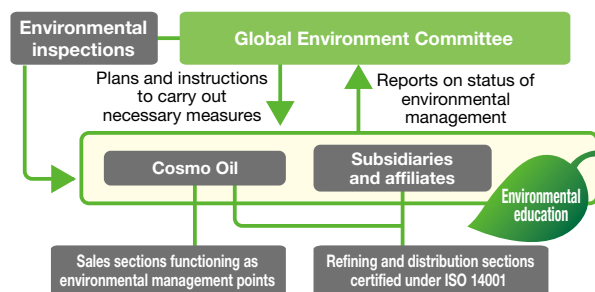 Environmental
inspections
Global Environment Committee
Plans and instructions
to carry out
necessary measures
Reports on status of
environmental
management
Cosmo Oil
Subsidiaries
and affiliates
Environmental
education
Sales sections functioning as
environmental management points
Refining and distribution sections
certified under ISO 14001